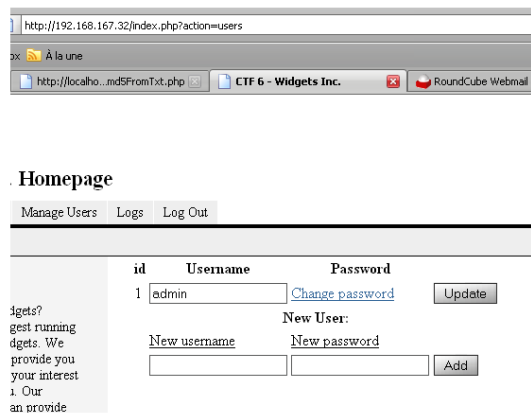 http://192.168.167.32/index.php?action=users
À la une
http://localho...md5FromTxt.php
CTF 6 - Widgets Inc.
RoundCube Webmail
. Homepage
Manage Users Logs Log Out
id Username Password
1 admin Change password Update
New User:
New username New password
Add
dgets?
gest running
dgets. We
provide you
your interest
Our
an provide